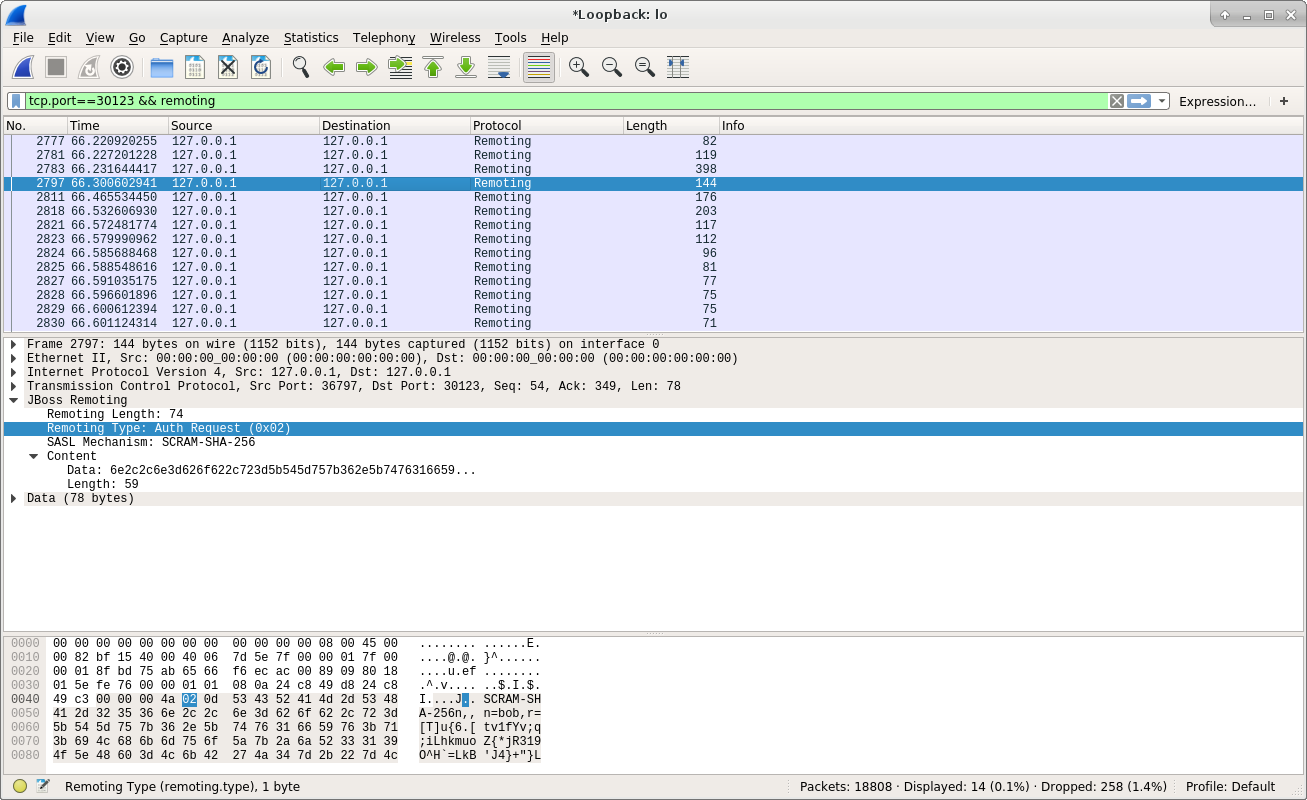 *Loopback: lo
File Edit View Go Capture Analyze Statistics Telephony Wireless Tools Help
tcp.port==30123 && remoting Expression… +
No. Time Source Destination Protocol Length Info
2777 66.220920255 127.0.0.1 127.0.0.1 Remoting 82
2781 66.227201228 127.0.0.1 127.0.0.1 Remoting 119
2783 66.231644417 127.0.0.1 127.0.0.1 Remoting 398
2797 66.300602941 127.0.0.1 127.0.0.1 Remoting 144
2811 66.465534450 127.0.0.1 127.0.0.1 Remoting 176
2818 66.532606930 127.0.0.1 127.0.0.1 Remoting 203
2821 66.572481774 127.0.0.1 127.0.0.1 Remoting 117
2823 66.579990962 127.0.0.1 127.0.0.1 Remoting 112
2824 66.585688468 127.0.0.1 127.0.0.1 Remoting 96
2825 66.588548616 127.0.0.1 127.0.0.1 Remoting 81
2827 66.591035175 127.0.0.1 127.0.0.1 Remoting 77
2828 66.596601896 127.0.0.1 127.0.0.1 Remoting 75
2829 66.600612394 127.0.0.1 127.0.0.1 Remoting 75
2830 66.601124314 127.0.0.1 127.0.0.1 Remoting 71
Frame 2797: 144 bytes on wire (1152 bits), 144 bytes captured (1152 bits) on interface 0
Ethernet II, Src: 00:00:00_00:00:00 (00:00:00:00:00:00), Dst: 00:00:00_00:00:00 (00:00:00:00:00:00)
Internet Protocol Version 4, Src: 127.0.0.1, Dst: 127.0.0.1
Transmission Control Protocol, Src Port: 36797, Dst Port: 30123, Seq: 54, Ack: 349, Len: 78
JBoss Remoting
Remoting Length: 74
Remoting Type: Auth Request (0x02)
SASL Mechanism: SCRAM-SHA-256
Content
Data: 6e2c2c6e3d626f622c723d5b545d757b362e5b7476316659...
Length: 59
Data (78 bytes)
0000 00 00 00 00 00 00 00 00 00 00 00 00 08 00 45 00 ........ ......E.
0010 00 82 bf 15 40 00 40 06 7d 5e 7f 00 00 01 7f 00 ....@.@. }^......
0020 00 01 8f bd 75 ab 65 66 f6 ec ac 00 89 09 80 18 ....u.ef ........
0030 01 5e fe 76 00 00 01 01 08 0a 24 c8 49 d8 24 c8 .^.v.... ..$.I.$.
0040 49 c3 00 00 00 4a 02 0d 53 43 52 41 4d 2d 53 48 I....J.. SCRAM-SH
0050 41 2d 32 35 36 6e 2c 2c 6e 3d 62 6f 62 2c 72 3d A-256n,, n=bob,r=
0060 5b 54 5d 75 7b 36 2e 5b 74 76 31 66 59 76 3b 71 [T]u{6.[ tv1fYv;q
0070 3b 69 4c 68 6b 6d 75 6f 5a 7b 2a 6a 52 33 31 39 ;iLhkmuo Z{*jR319
0080 4f 5e 48 60 3d 4c 6b 42 27 4a 34 7d 2b 22 7d 4c O^H`=LkB 'J4}+"}L
Remoting Type (remoting.type), 1 byte Packets: 18808 · Displayed: 14 (0.1%) · Dropped: 258 (1.4%) Profile: Default